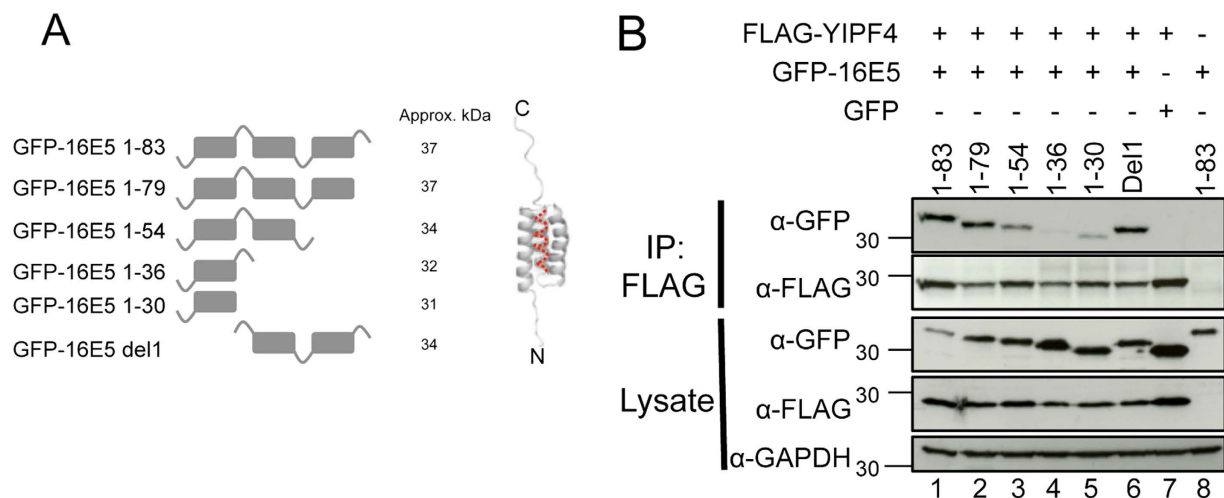 A
Approx. kDa
GFP-16E5 1-83 37
GFP-16E5 1-79 37
GFP-16E5 1-54 34
GFP-16E5 1-36 32
GFP-16E5 1-30 31
GFP-16E5 del1 34
C
N
B
FLAG-YIPF4 + + + + + + + -
GFP-16E5 + + + + + + - +
GFP - - - - - - + -
1-83 1-79 1-54 1-36 1-30 Del1 1-83
IP: FLAG
α-GFP 30
α-FLAG 30
Lysate
α-GFP 30
α-FLAG 30
α-GAPDH 30
1 2 3 4 5 6 7 8